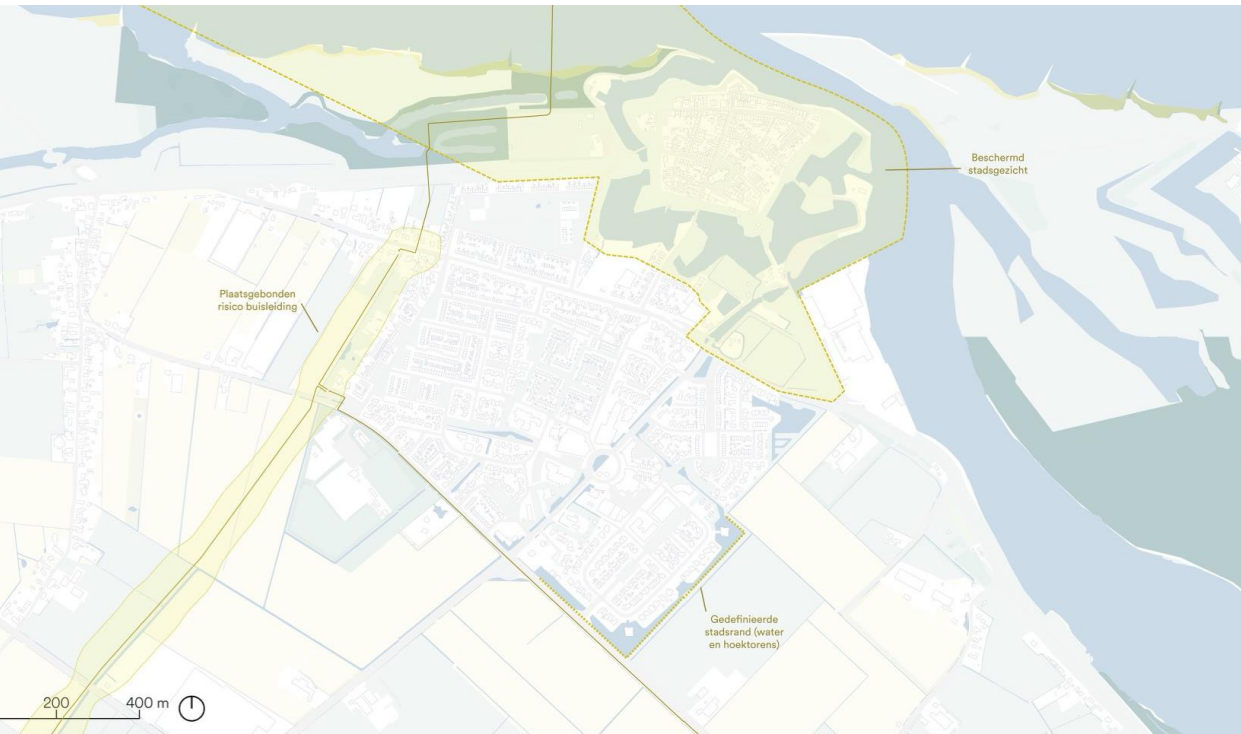 Beschermd
stadsgezicht
Plaatsgebonden
risico buisleiding
Gedefinieerde
stadsrand (water
en hoektorens)
200
400 m